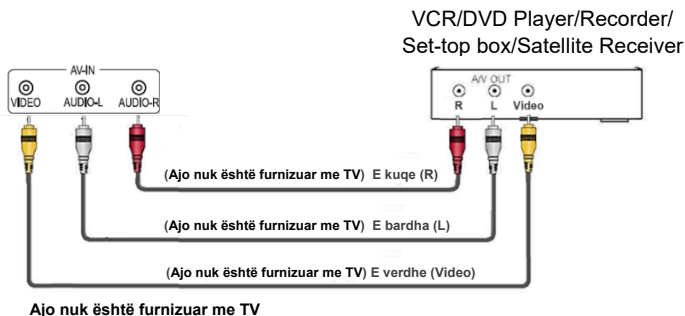 VCR/DVD Player/Recorder/
Set-top box/Satellite Receiver
AV-IN
VIDEO AUDIO-L AUDIO-R
A/V OUT
R L Video
(Ajo nuk është furnizuar me TV) E kuqe (R)
(Ajo nuk është furnizuar me TV) E bardha (L)
(Ajo nuk është furnizuar me TV) E verdhe (Video)
Ajo nuk është furnizuar me TV